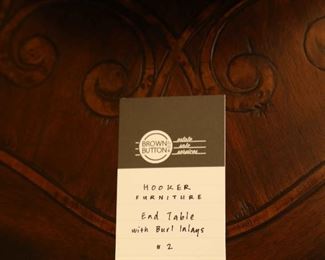 BROWN
BUTTON
estate
sale
services
HOOKER
FURNITURE
End Table
with Burl Inlays
# 2